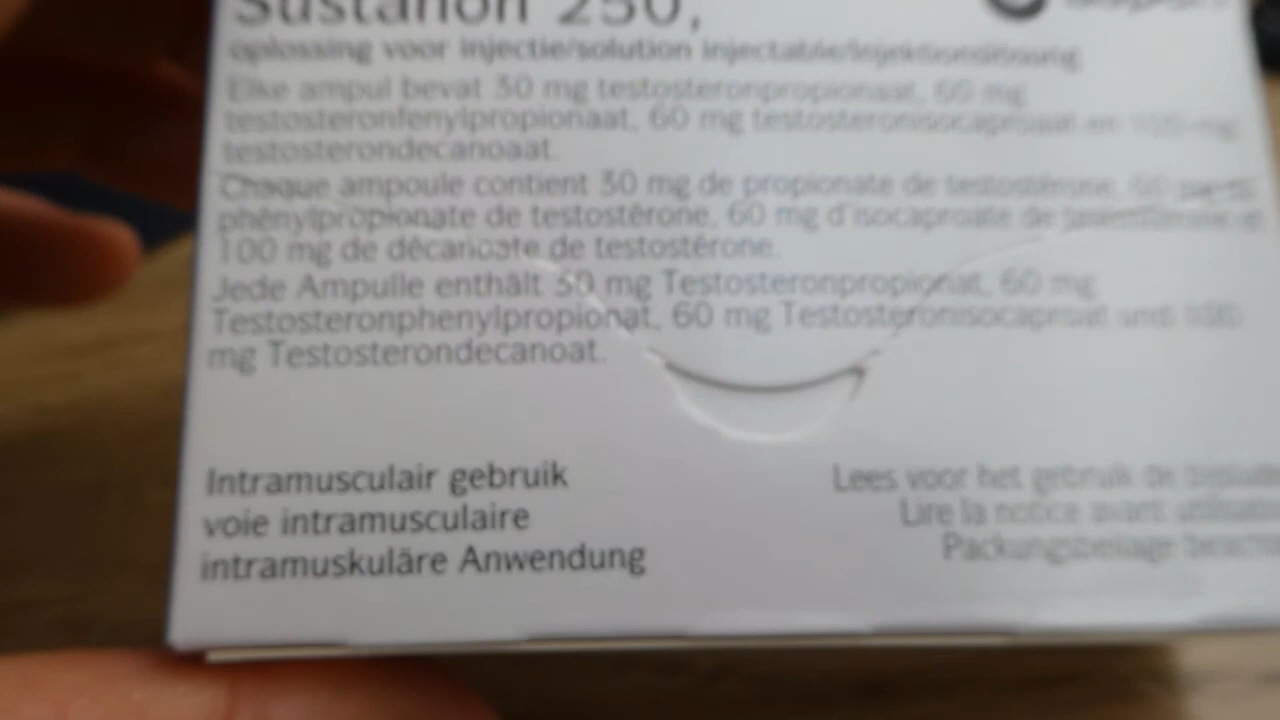 Sustanon 250,
oplossing voor injectie/solution injectable/Injektionslösung
Elke ampul bevat 30 mg testosteronpropionaat, 60 mg
testosteronfenylpropionaat, 60 mg testosteronisocaproaat en 100 mg
testosterondecanoaat.
Chaque ampoule contient 30 mg de propionate de testostérone, 60 mg de
phénylpropionate de testostérone, 60 mg d'isocaproate de testostérone et
100 mg de décanoate de testostérone.
Jede Ampulle enthält 30 mg Testosteronpropionat, 60 mg
Testosteronphenylpropionat, 60 mg Testosteronisocaproat und 100
mg Testosterondecanoat.
Intramusculair gebruik
voie intramusculaire
intramuskuläre Anwendung
Lees voor het gebruik de
Lire la notice avant
Packungsbeilage